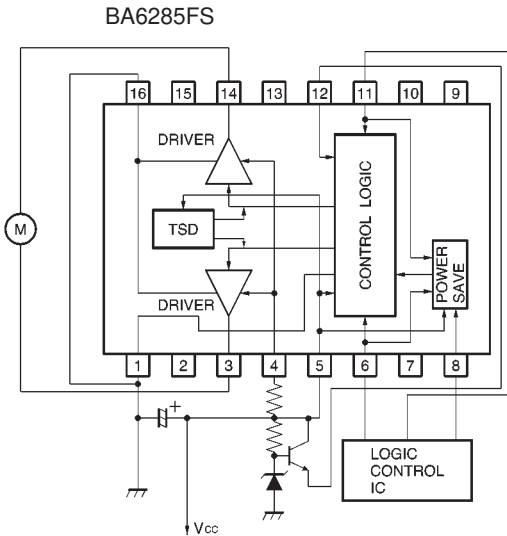 BA6285FS
16 15 14 13 12 11 10 9
DRIVER
M
TSD
CONTROL LOGIC
POWER
SAVE
DRIVER
1 2 3 4 5 6 7 8
+
LOGIC
CONTROL
IC
Vcc